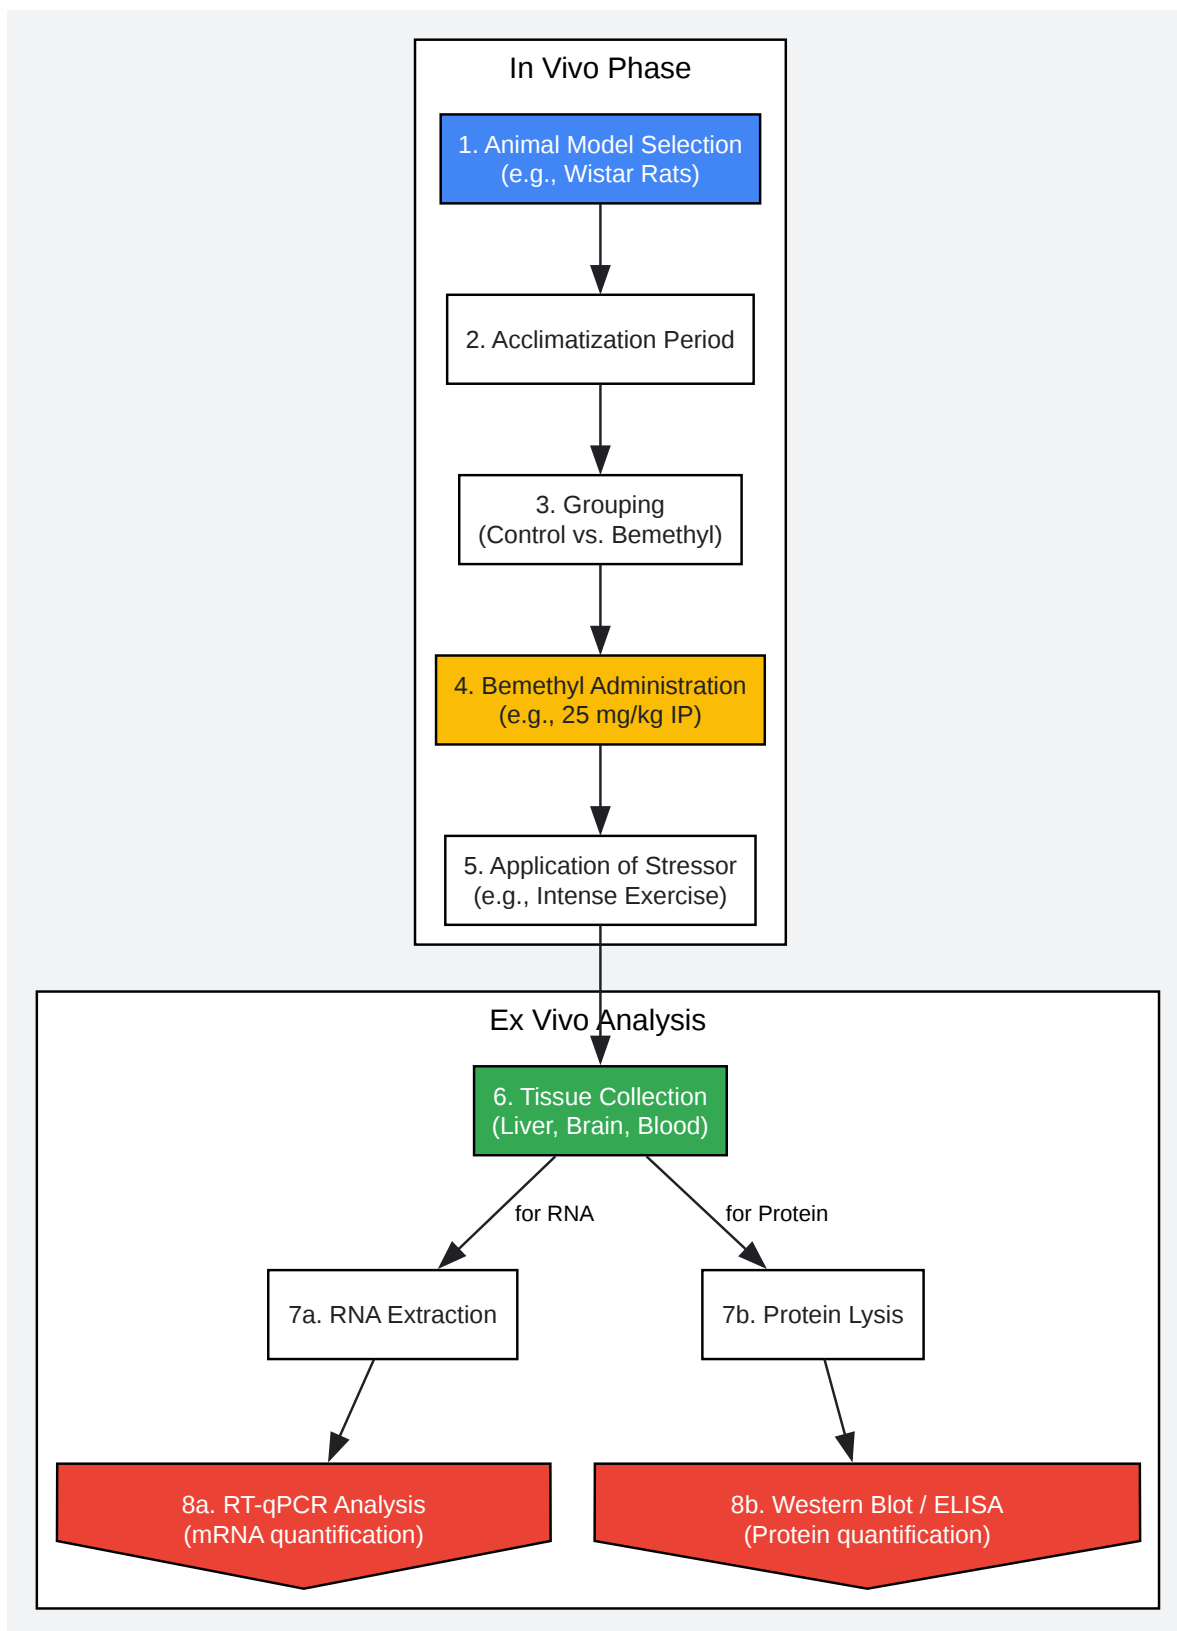 In Vivo Phase
1. Animal Model Selection
(e.g., Wistar Rats)
2. Acclimatization Period
3. Grouping
(Control vs. Bemethyl)
4. Bemethyl Administration
(e.g., 25 mg/kg IP)
5. Application of Stressor
(e.g., Intense Exercise)
Ex Vivo Analysis
6. Tissue Collection
(Liver, Brain, Blood)
for RNA
for Protein
7a. RNA Extraction
7b. Protein Lysis
8a. RT-qPCR Analysis
(mRNA quantification)
8b. Western Blot / ELISA
(Protein quantification)